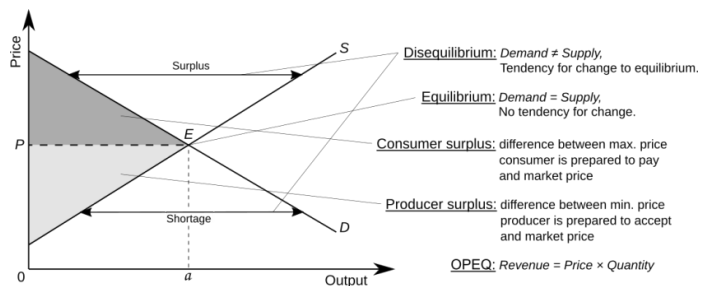 Price
Surplus
S
E
P
Shortage
D
0
a
Output
Disequilibrium: Demand ≠ Supply,
Tendency for change to equilibrium.
Equilibrium: Demand = Supply,
No tendency for change.
Consumer surplus: difference between max. price
consumer is prepared to pay
and market price
Producer surplus: difference between min. price
producer is prepared to accept
and market price
OPEQ: Revenue = Price × Quantity